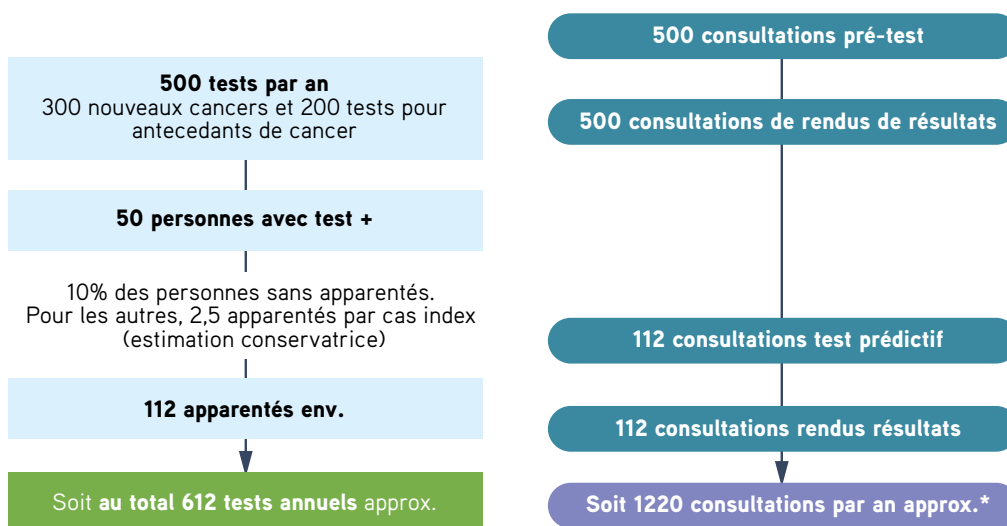 500 tests par an
300 nouveaux cancers et 200 tests pour
antecedants de cancer
50 personnes avec test +
10% des personnes sans apparentés.
Pour les autres, 2,5 apparentés par cas index
(estimation conservatrice)
112 apparentés env.
Soit au total 612 tests annuels approx.
500 consultations pré-test
500 consultations de rendus de résultats
112 consultations test prédictif
112 consultations rendus résultats
Soit 1220 consultations par an approx.*